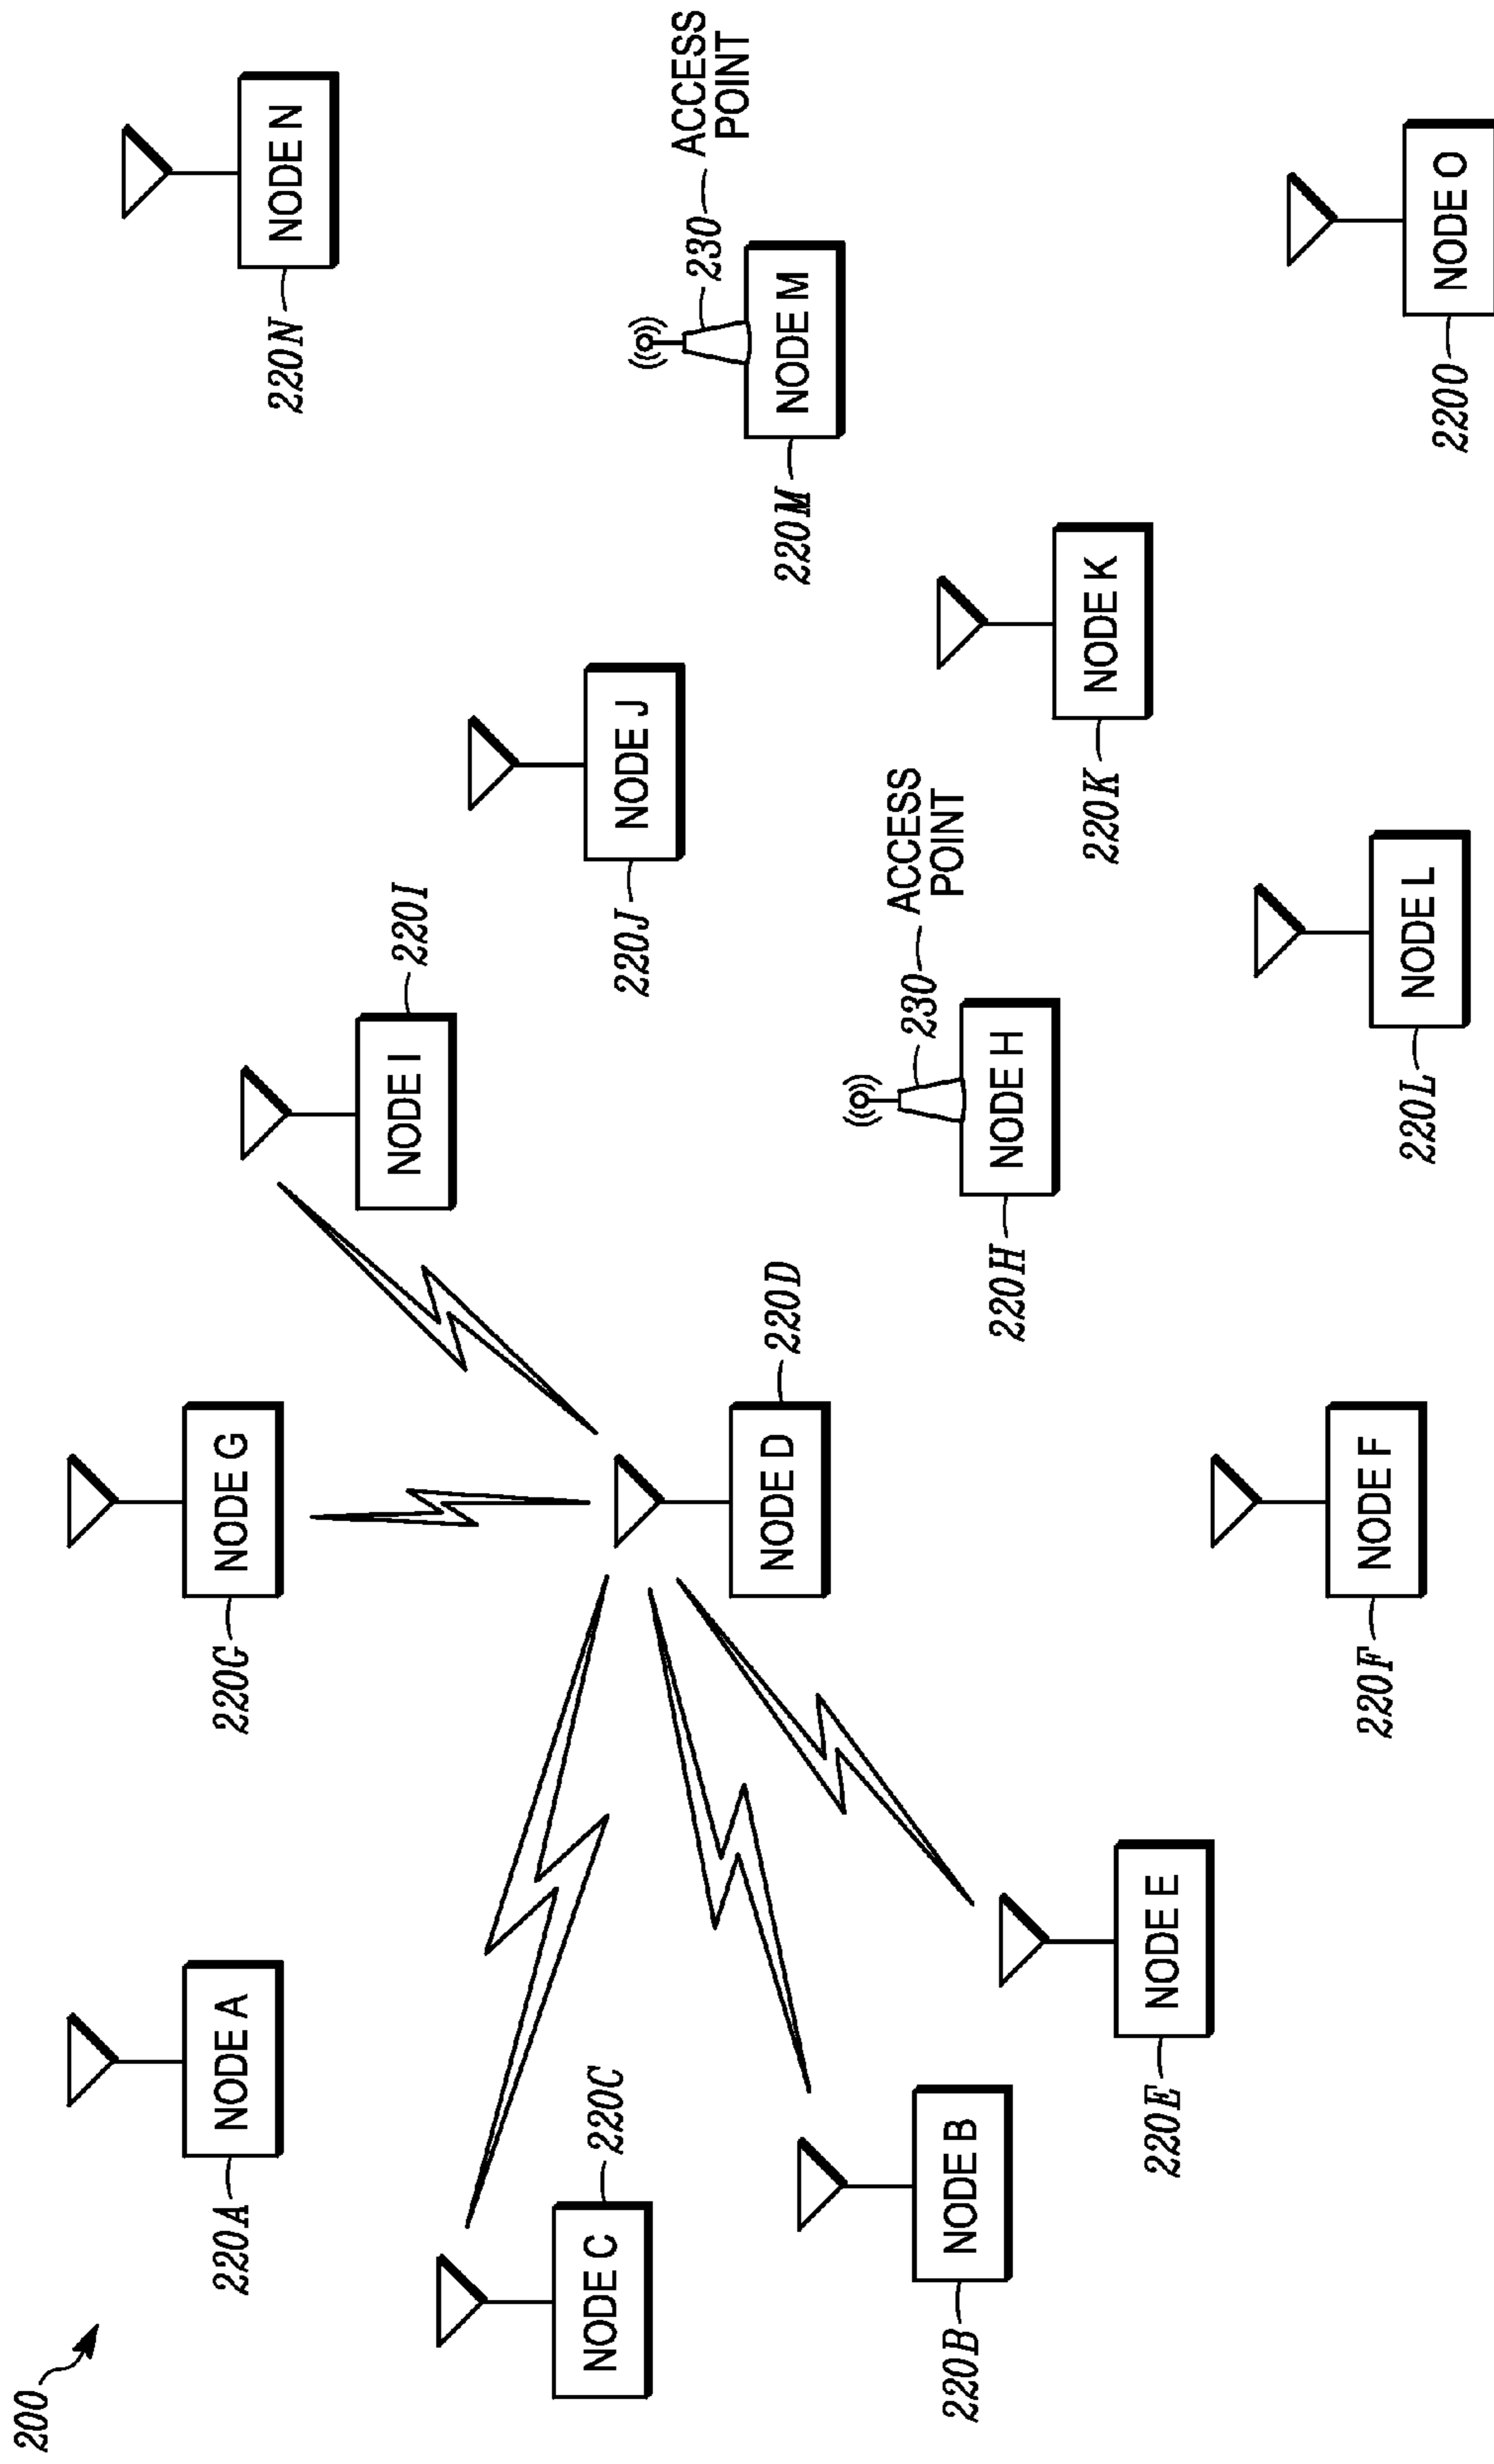 200
220A
NODE A
220G
NODE G
220N
NODE N
NODE I
220I
NODE C
220C
220J
NODE J
230
ACCESS
POINT
NODE D
220D
220M
NODE M
230
ACCESS
POINT
220B
NODE B
220H
NODE H
220K
NODE K
220E
NODE E
220F
NODE F
220L
NODE L
220O
NODE O